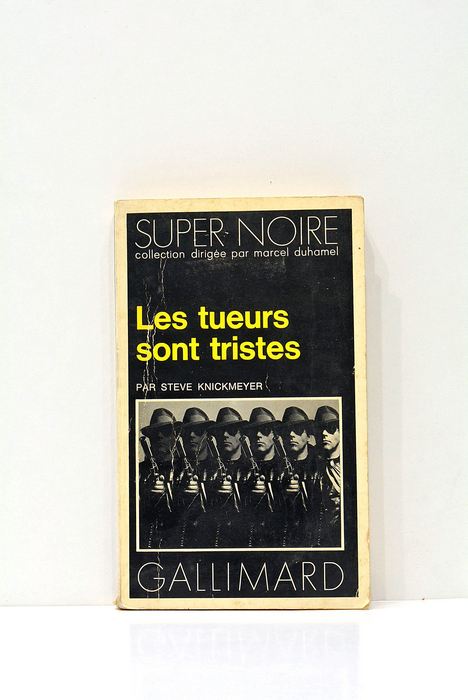 SUPER NOIRE
collection dirigée par marcel duhamel
Les tueurs
sont tristes
PAR STEVE KNICKMEYER
GALLIMARD